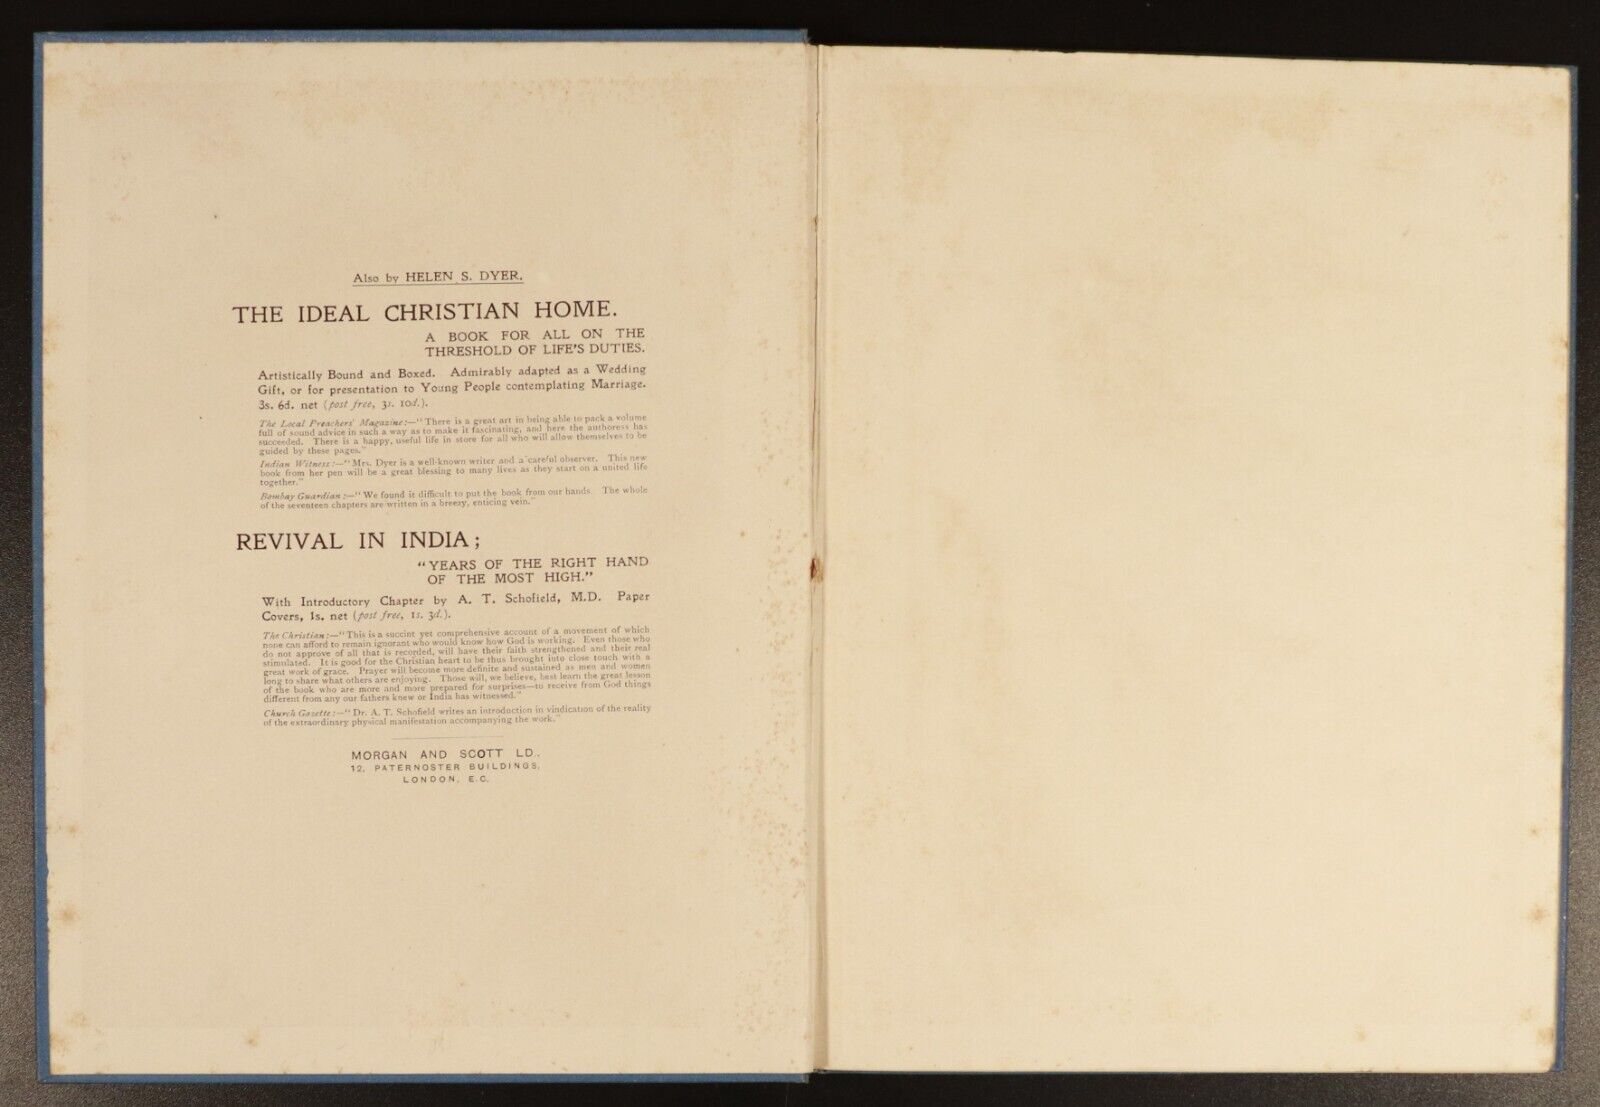 Also by HELEN S. DYER.
THE IDEAL CHRISTIAN HOME.
A BOOK FOR ALL ON THE
THRESHOLD OF LIFE'S DUTIES.
Artistically Bound and Boxed. Admirably adapted as a Wedding
Gift, or for presentation to Young People contemplating Marriage.
3s. 6d. net (post free, 3s. 10d.).
The Local Preachers' Magazine:—"There is a great art in being able to pack a volume
full of sound advice in such a way as to make it fascinating, and here the authoress has
succeeded. There is a happy, useful life in store for all who will allow themselves to be
guided by these pages."
Indian Witness:—"Mrs. Dyer is a well-known writer and a careful observer. This new
book from her pen will be a great blessing to many lives as they start on a united life
together."
Bombay Guardian:—"We found it difficult to put the book from our hands The whole
of the seventeen chapters are written in a breezy, enticing vein."
REVIVAL IN INDIA;
"YEARS OF THE RIGHT HAND
OF THE MOST HIGH."
With Introductory Chapter by A. T. Schofield, M.D. Paper
Covers, 1s. net (post free, 1s. 3d.).
The Christian:—"This is a succint yet comprehensive account of a movement of which
none can afford to remain ignorant who would know how God is working. Even those who
do not approve of all that is recorded, will have their faith strengthened and their real
stimulated. It is good for the Christian heart to be thus brought into close touch with a
great work of grace. Prayer will become more definite and sustained as men and women
long to share what others are enjoying. Those will, we believe, best learn the great lesson
of the book who are more and more prepared for surprises—to receive from God things
different from any our fathers knew or India has witnessed."
Church Gazette:—"Dr. A. T. Schofield writes an introduction in vindication of the reality
of the extraordinary physical manifestation accompanying the work."
MORGAN AND SCOTT LD.
12, PATERNOSTER BUILDINGS,
LONDON, E.C.